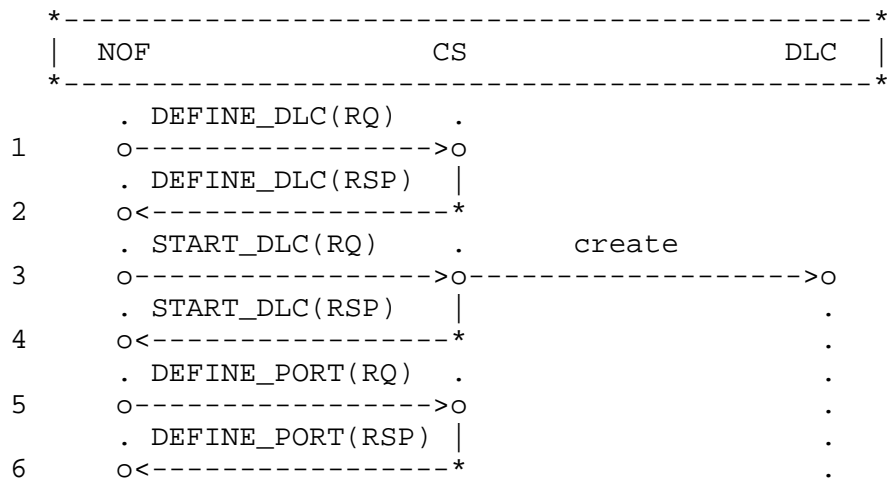 *----------------------------------------------*
| NOF CS DLC |
*----------------------------------------------*
. DEFINE_DLC(RQ) .
1 o----------------->o
. DEFINE_DLC(RSP) |
2 o<-----------------*
. START_DLC(RQ) . create
3 o----------------->o------------------->o
. START_DLC(RSP) | .
4 o<-----------------* .
. DEFINE_PORT(RQ) . .
5 o----------------->o .
. DEFINE_PORT(RSP) | .
6 o<-----------------* .